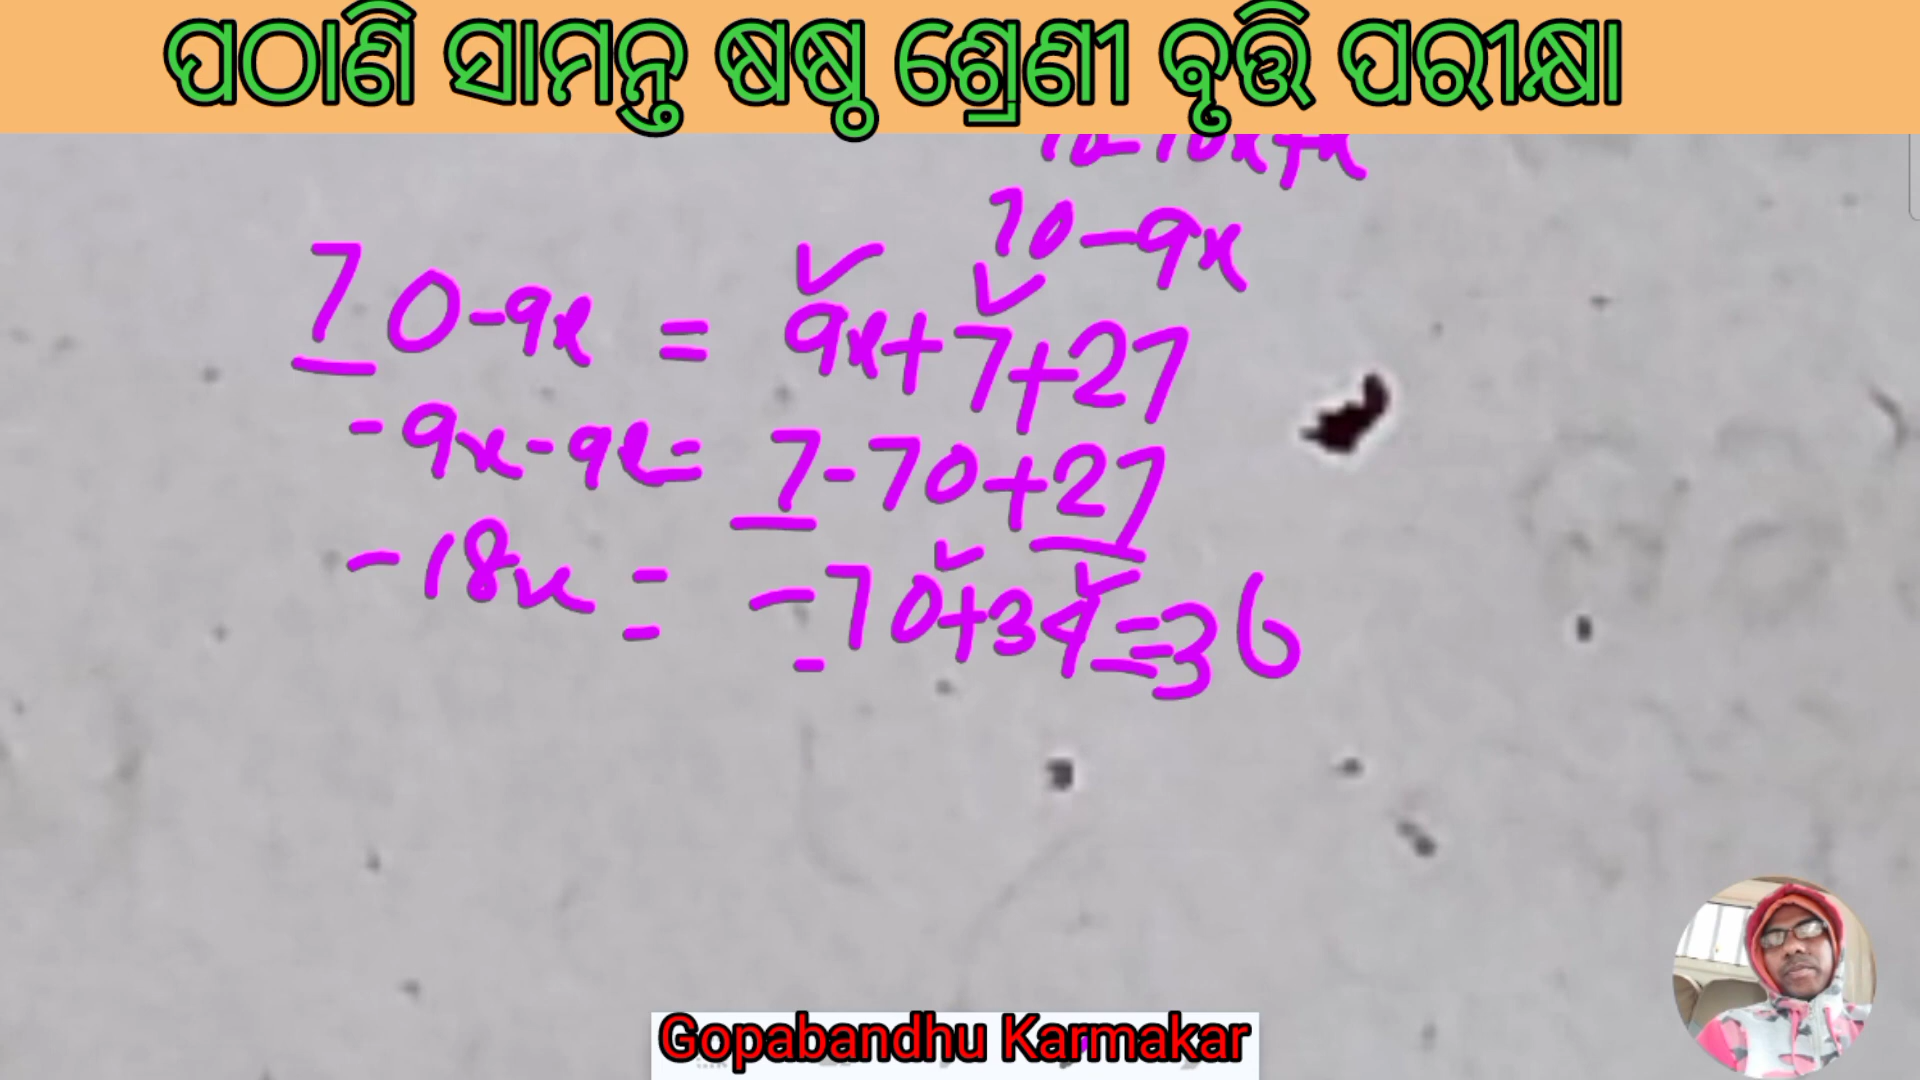 ପଠାଣି ସାମନ୍ତ ଷଷ୍ଠ ଶ୍ରେଣୀ ବୃତ୍ତି ପରୀକ୍ଷା
70-9x
70-9x = 9x+7+27
-9x-9x= 7-70+27
-18x = -70+34=36
Gopabandhu Karmakar